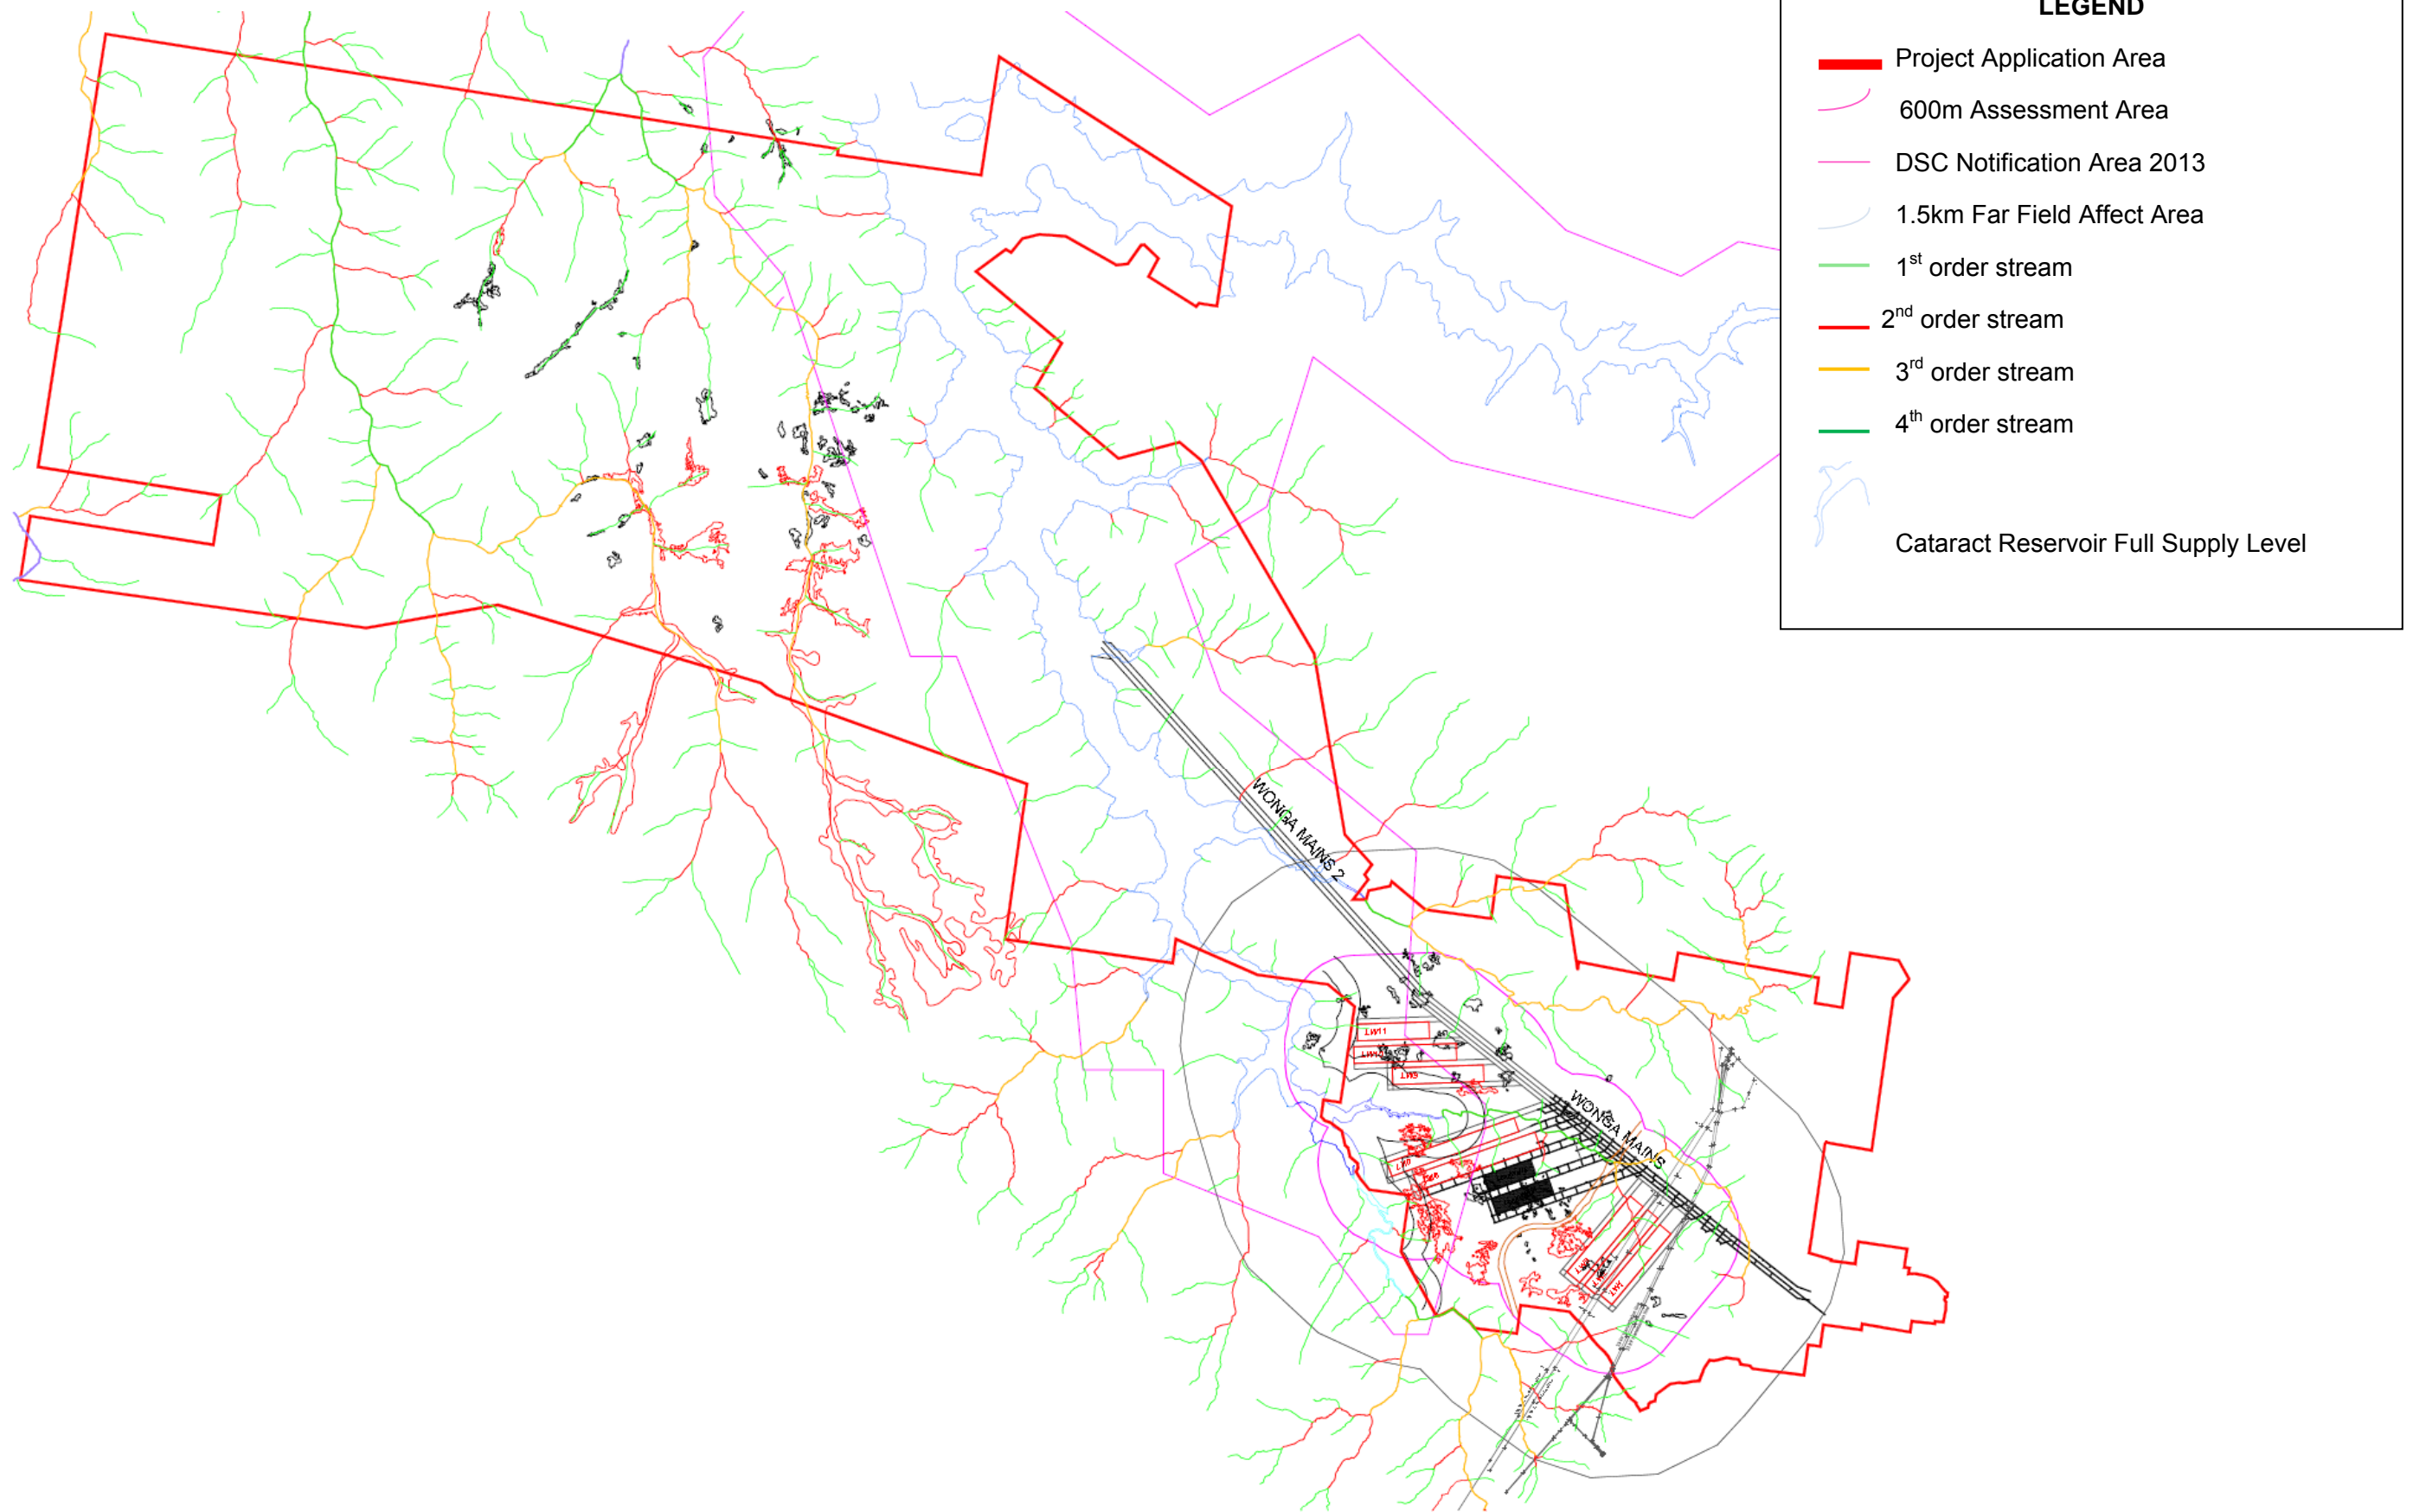 LEGEND
Project Application Area
600m Assessment Area
DSC Notification Area 2013
1.5km Far Field Affect Area
1st order stream
2nd order stream
3rd order stream
4th order stream
Cataract Reservoir Full Supply Level
WONGA MAINS 2
WONGA MAINS
LW11
LW9